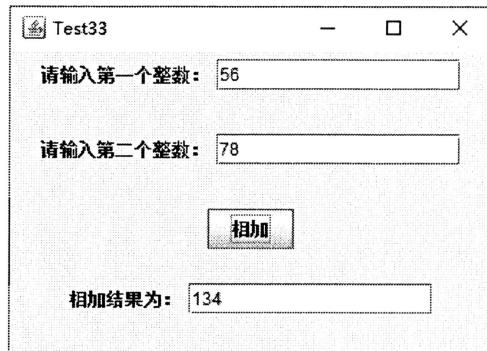 Test33
请输入第一个整数： 56
请输入第二个整数： 78
相加
相加结果为： 134